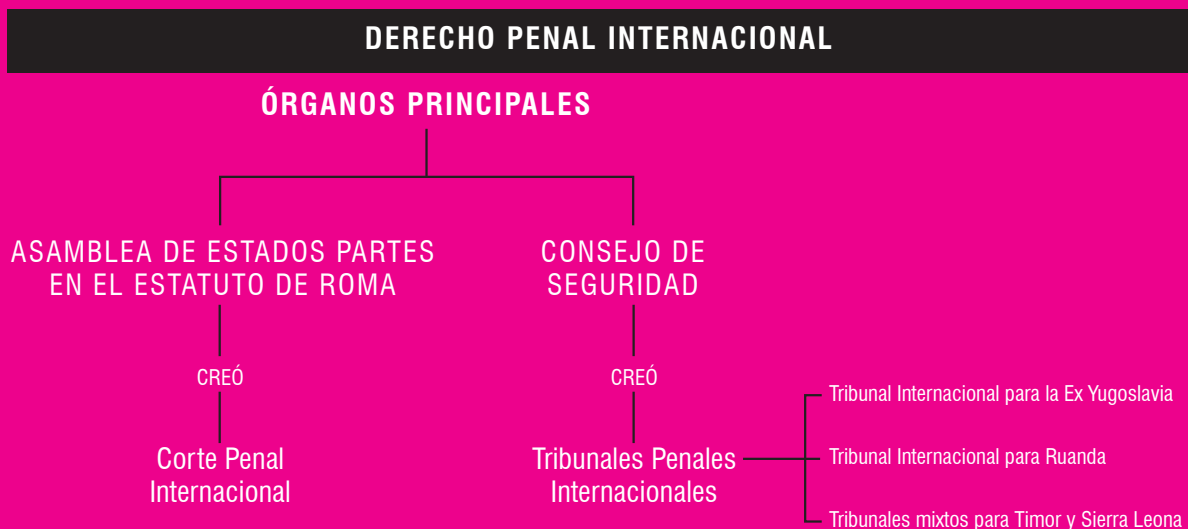 DERECHO PENAL INTERNACIONAL
ÓRGANOS PRINCIPALES
ASAMBLEA DE ESTADOS PARTES
EN EL ESTATUTO DE ROMA
CREÓ
Corte Penal
Internacional
CONSEJO DE
SEGURIDAD
CREÓ
Tribunales Penales
Internacionales
Tribunal Internacional para la Ex Yugoslavia
Tribunal Internacional para Ruanda
Tribunales mixtos para Timor y Sierra Leona